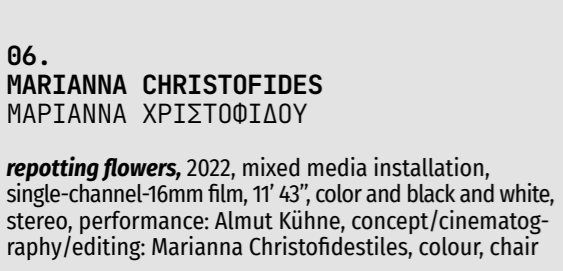 06.
MARIANNA CHRISTOFIDES
ΜΑΡΙΑΝΝΑ ΧΡΙΣΤΟΦΙΔΟΥ
repotting flowers, 2022, mixed media installation,
single-channel-16mm film, 11’ 43’’, color and black and white,
stereo, performance: Almut Kühne, concept/cinematog-
raphy/editing: Marianna Christofidestiles, colour, chair